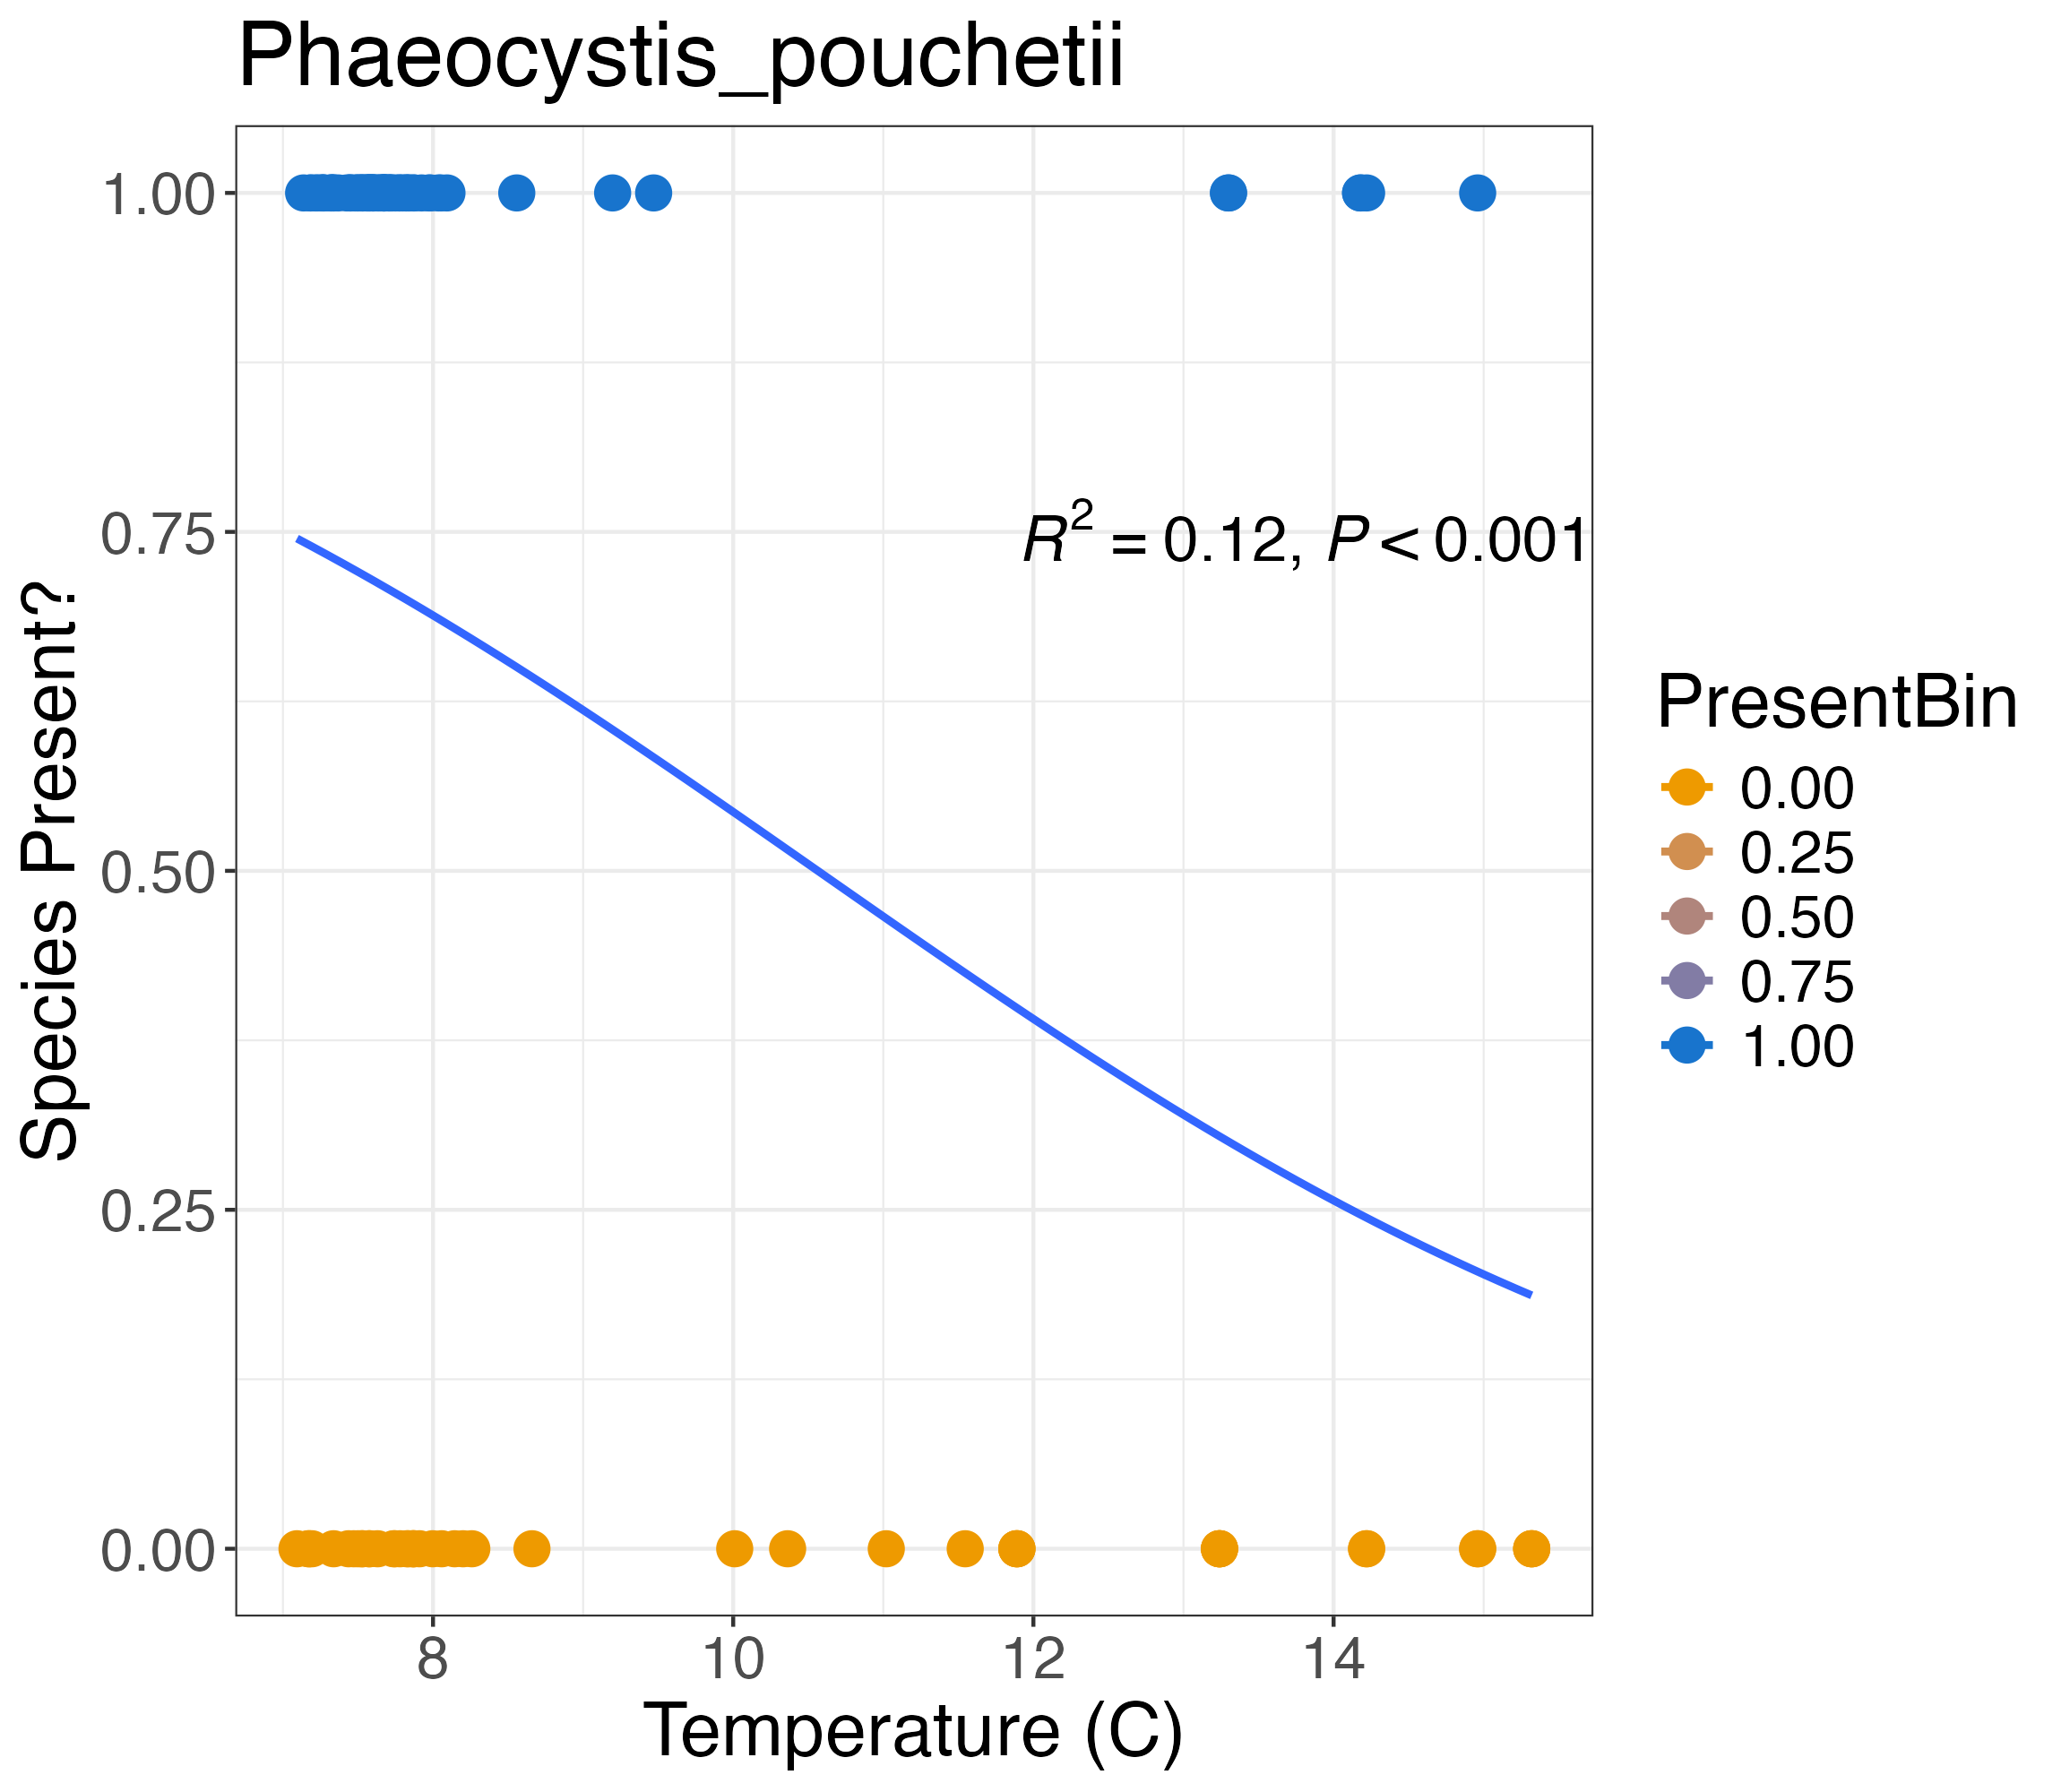 Phaeocystis_pouchetii
1.00
0.75
0.50
0.25
0.00
Species Present?
R² = 0.12, P < 0.001
8 10 12 14
Temperature (C)
PresentBin
0.00
0.25
0.50
0.75
1.00